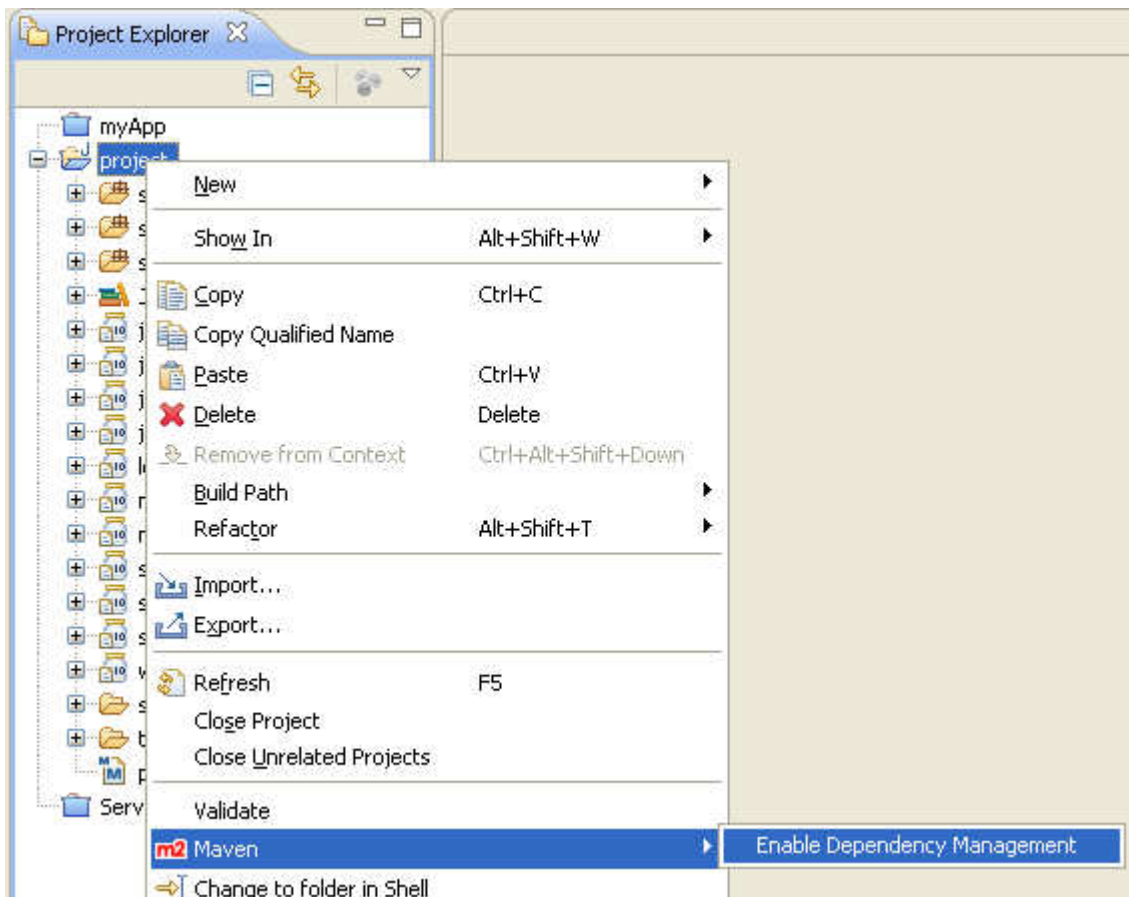 Project Explorer
myApp
project
New
Show In Alt+Shift+W
Copy Ctrl+C
Copy Qualified Name
Paste Ctrl+V
Delete Delete
Remove from Context Ctrl+Alt+Shift+Down
Build Path
Refactor Alt+Shift+T
Import...
Export...
Refresh F5
Close Project
Close Unrelated Projects
Validate
Serv
m2 Maven Enable Dependency Management
Change to folder in Shell